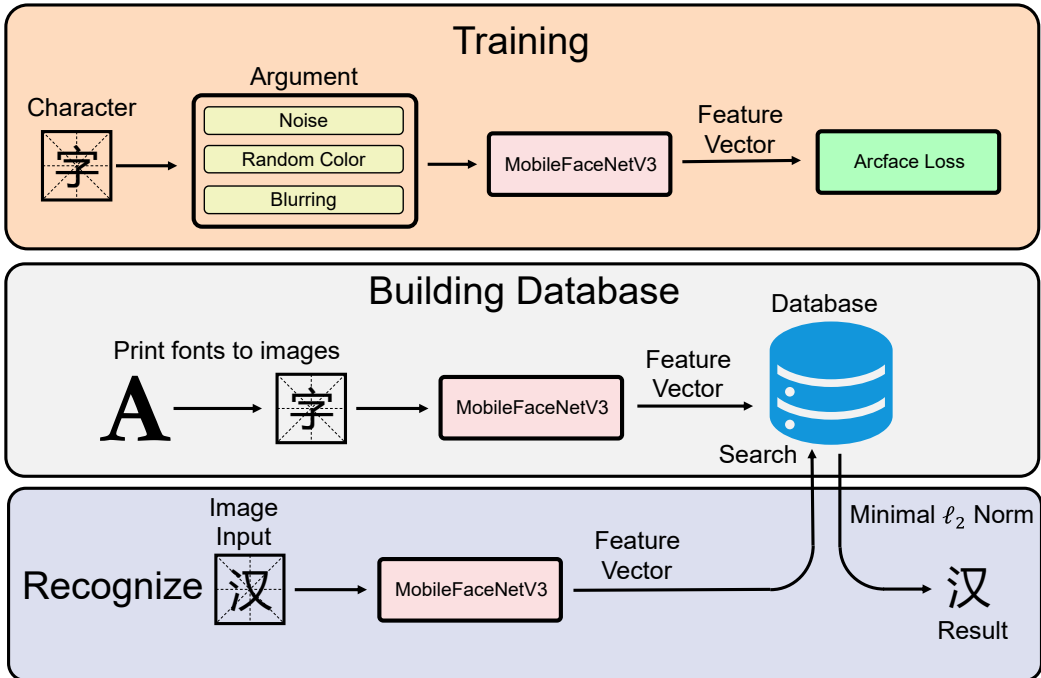 Training
Argument
Character
字
Noise
Random Color
Blurring
MobileFaceNetV3
Feature
Vector
Arcface Loss
Building Database
Database
Print fonts to images
A
字
MobileFaceNetV3
Feature
Vector
Search
Recognize
Image
Input
汉
MobileFaceNetV3
Feature
Vector
Minimal ℓ₂ Norm
汉
Result